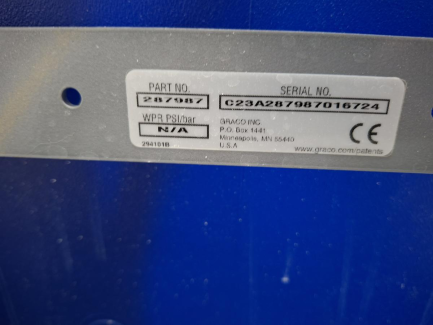 PART NO.
287987
SERIAL NO.
C23A287987016724
WPR PSI/bar
N/A
294101B
GRACO INC.
P.O. Box 1441
Minneapolis, MN 55440
U.S.A
CE
www.graco.com/patents